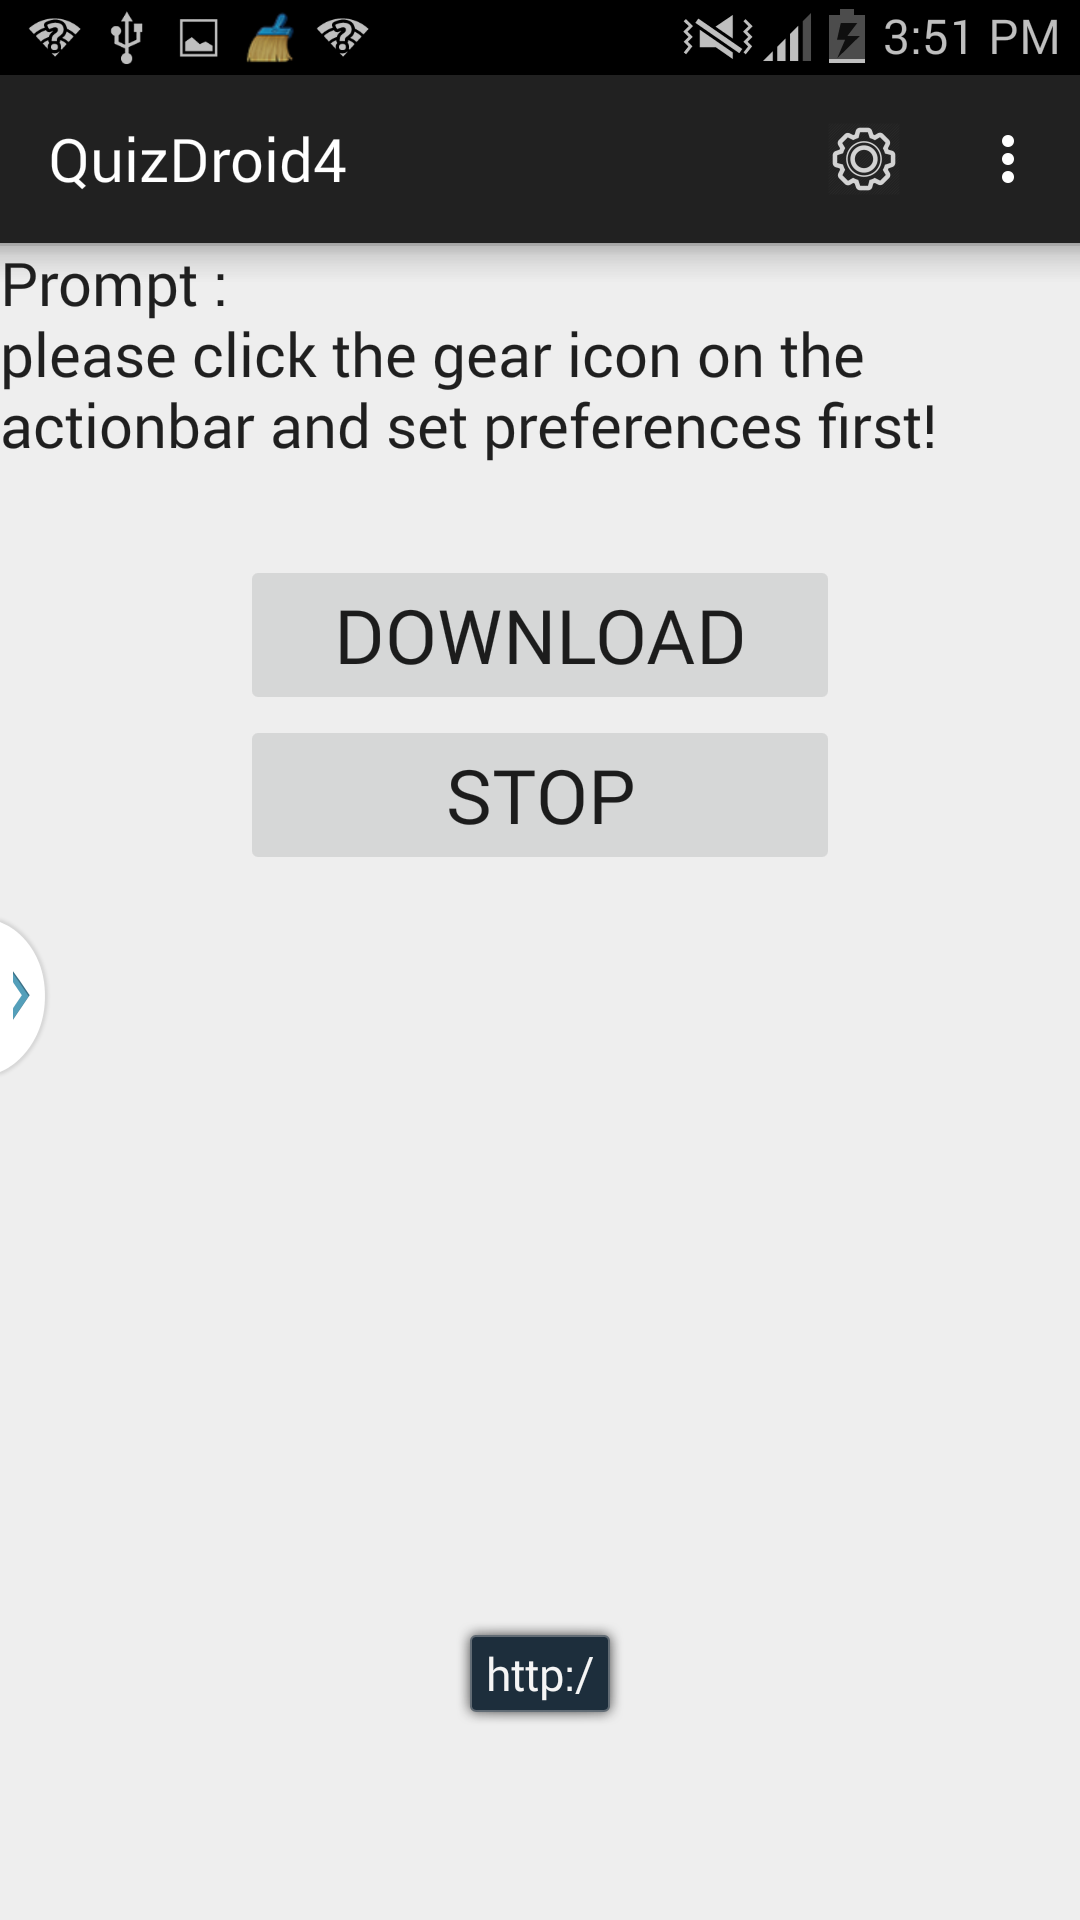 3:51 PM
QuizDroid4
Prompt :
please click the gear icon on the
actionbar and set preferences first!
DOWNLOAD
STOP
http:/